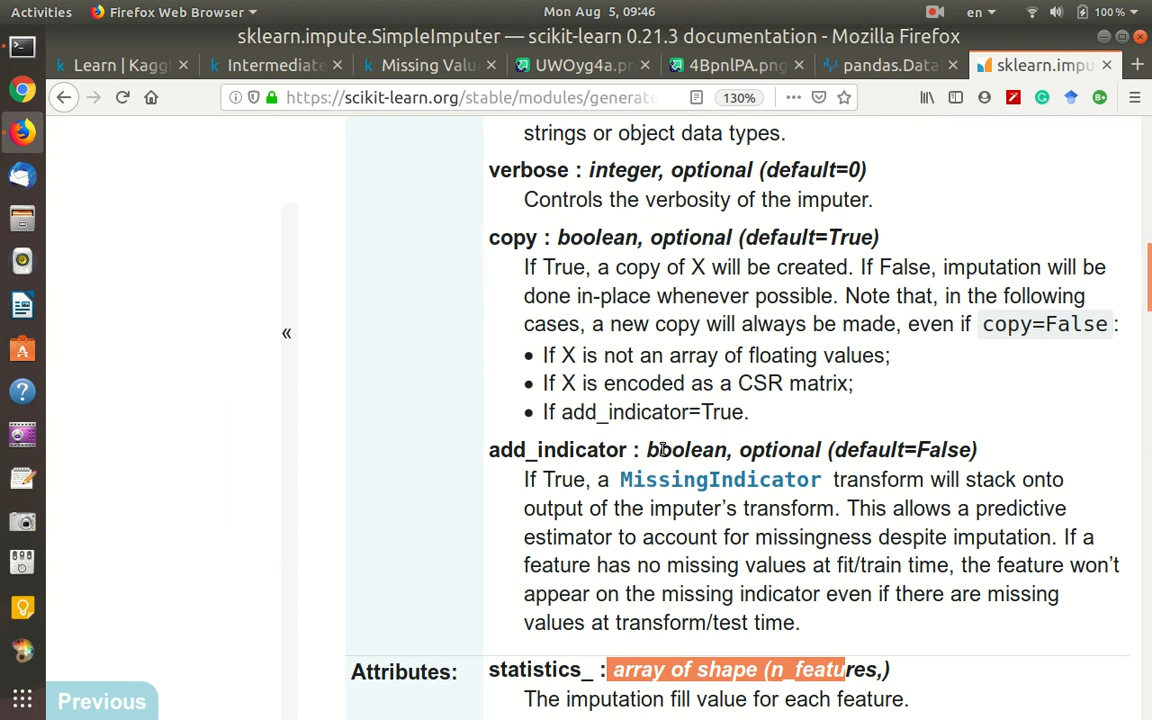 Activities Firefox Web Browser Mon Aug 5, 09:46 en 100%
sklearn.impute.SimpleImputer — scikit-learn 0.21.3 documentation - Mozilla Firefox
Learn | Kaggl Intermediate Missing Valu UWOyg4a.pn 4BpnlPA.png pandas.Data sklearn.impu
https://scikit-learn.org/stable/modules/generate 130%
strings or object data types.
verbose : integer, optional (default=0)
Controls the verbosity of the imputer.
copy : boolean, optional (default=True)
If True, a copy of X will be created. If False, imputation will be
done in-place whenever possible. Note that, in the following
cases, a new copy will always be made, even if copy=False:
• If X is not an array of floating values;
«
• If X is encoded as a CSR matrix;
• If add_indicator=True.
add_indicator : boolean, optional (default=False)
If True, a MissingIndicator transform will stack onto
output of the imputer's transform. This allows a predictive
estimator to account for missingness despite imputation. If a
feature has no missing values at fit/train time, the feature won't
appear on the missing indicator even if there are missing
values at transform/test time.
Attributes: statistics_ : array of shape (n_features,)
The imputation fill value for each feature.
Previous